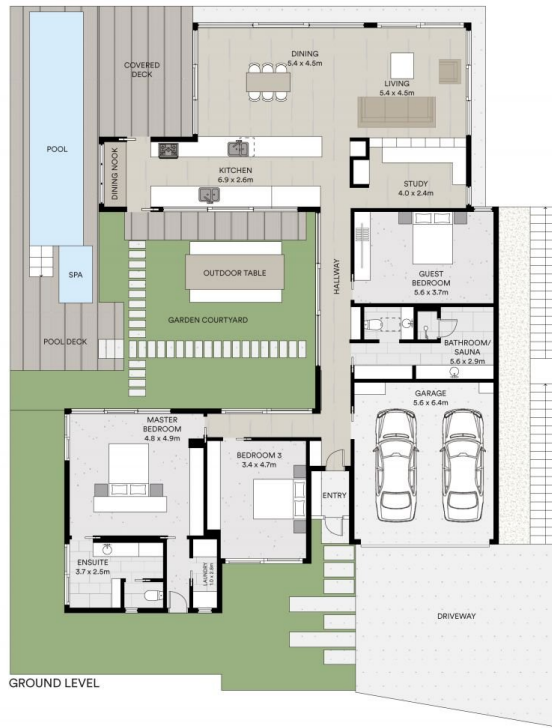 DINING
5.4 x 4.5m
LIVING
5.4 x 4.5m
COVERED
DECK
POOL
DINING NOOK
KITCHEN
6.9 x 2.6m
STUDY
4.0 x 2.4m
SPA
OUTDOOR TABLE
HALLWAY
GUEST
BEDROOM
5.6 x 3.7m
GARDEN COURTYARD
POOL DECK
BATHROOM/
SAUNA
5.6 x 2.9m
GARAGE
5.6 x 6.4m
MASTER
BEDROOM
4.8 x 4.9m
BEDROOM 3
3.4 x 4.7m
ENTRY
ENSUITE
3.7 x 2.5m
LAUNDRY
DRIVEWAY
GROUND LEVEL